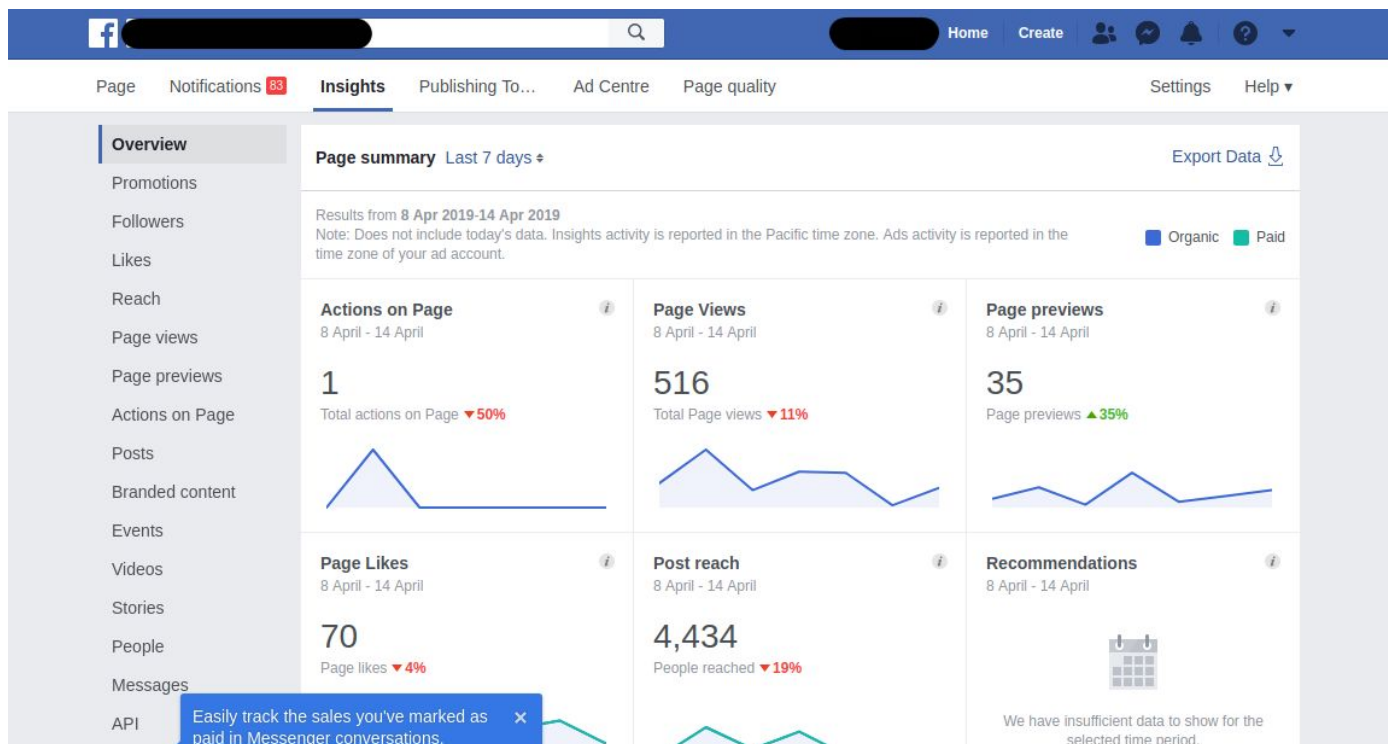 f
Home Create
Page Notifications 83 Insights Publishing To… Ad Centre Page quality Settings Help
Overview
Promotions
Followers
Likes
Reach
Page views
Page previews
Actions on Page
Posts
Branded content
Events
Videos
Stories
People
Messages
API
Page summary Last 7 days
Export Data
Results from 8 Apr 2019-14 Apr 2019
Note: Does not include today's data. Insights activity is reported in the Pacific time zone. Ads activity is reported in the
time zone of your ad account.
Organic Paid
Actions on Page
8 April - 14 April
1
Total actions on Page 50%
Page Views
8 April - 14 April
516
Total Page views 11%
Page previews
8 April - 14 April
35
Page previews 35%
Page Likes
8 April - 14 April
70
Page likes 4%
Post reach
8 April - 14 April
4,434
People reached 19%
Recommendations
8 April - 14 April
We have insufficient data to show for the
selected time period.
Easily track the sales you've marked as
paid in Messenger conversations.